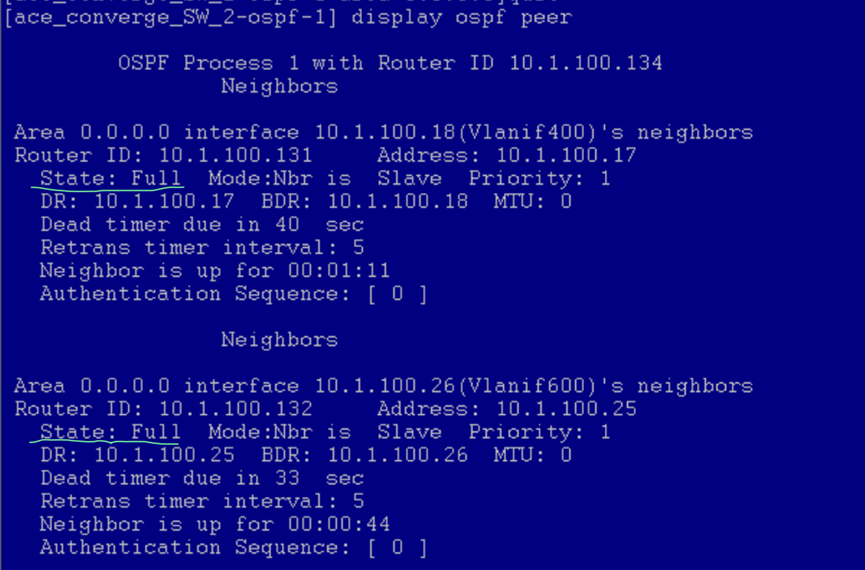 [ace_converge_SW_2-ospf-1] display ospf peer
OSPF Process 1 with Router ID 10.1.100.134
Neighbors
Area 0.0.0.0 interface 10.1.100.18(Vlanif400)'s neighbors
Router ID: 10.1.100.131 Address: 10.1.100.17
State: Full Mode:Nbr is Slave Priority: 1
DR: 10.1.100.17 BDR: 10.1.100.18 MTU: 0
Dead timer due in 40 sec
Retrans timer interval: 5
Neighbor is up for 00:01:11
Authentication Sequence: [ 0 ]
Neighbors
Area 0.0.0.0 interface 10.1.100.26(Vlanif600)'s neighbors
Router ID: 10.1.100.132 Address: 10.1.100.25
State: Full Mode:Nbr is Slave Priority: 1
DR: 10.1.100.25 BDR: 10.1.100.26 MTU: 0
Dead timer due in 33 sec
Retrans timer interval: 5
Neighbor is up for 00:00:44
Authentication Sequence: [ 0 ]